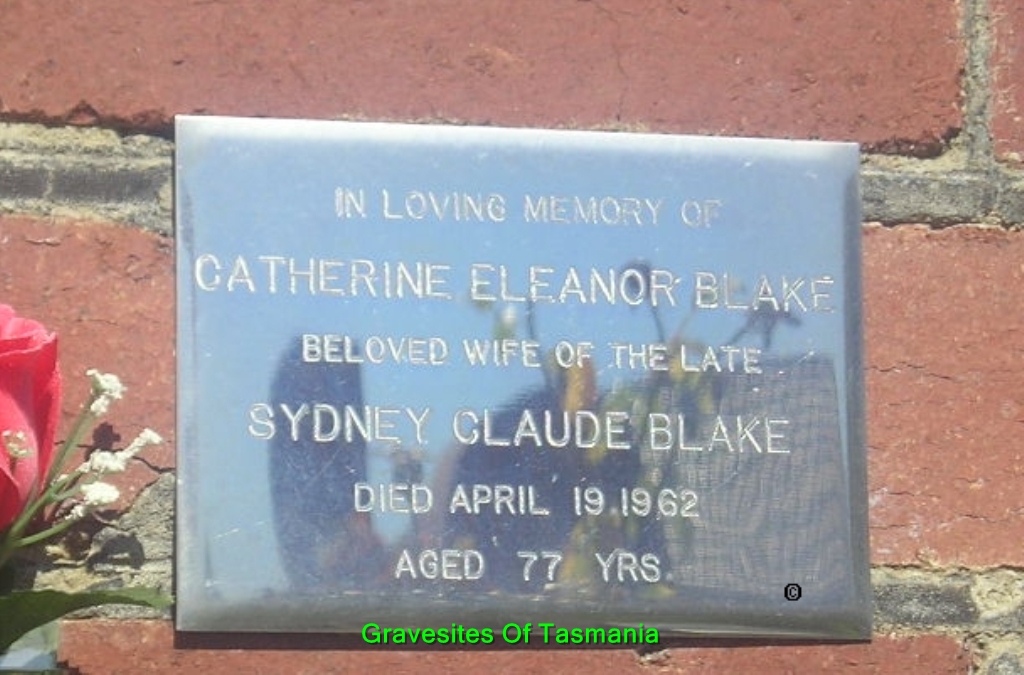 IN LOVING MEMORY OF
CATHERINE ELEANOR BLAKE
BELOVED WIFE OF THE LATE
SYDNEY CLAUDE BLAKE
DIED APRIL 19.1962
AGED 77 YRS.
©
Gravesites Of Tasmania